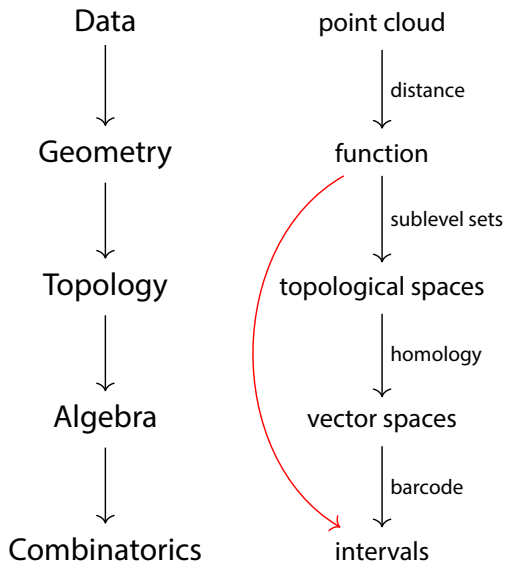 Data
point cloud
distance
Geometry
function
sublevel sets
Topology
topological spaces
homology
Algebra
vector spaces
barcode
Combinatorics
intervals